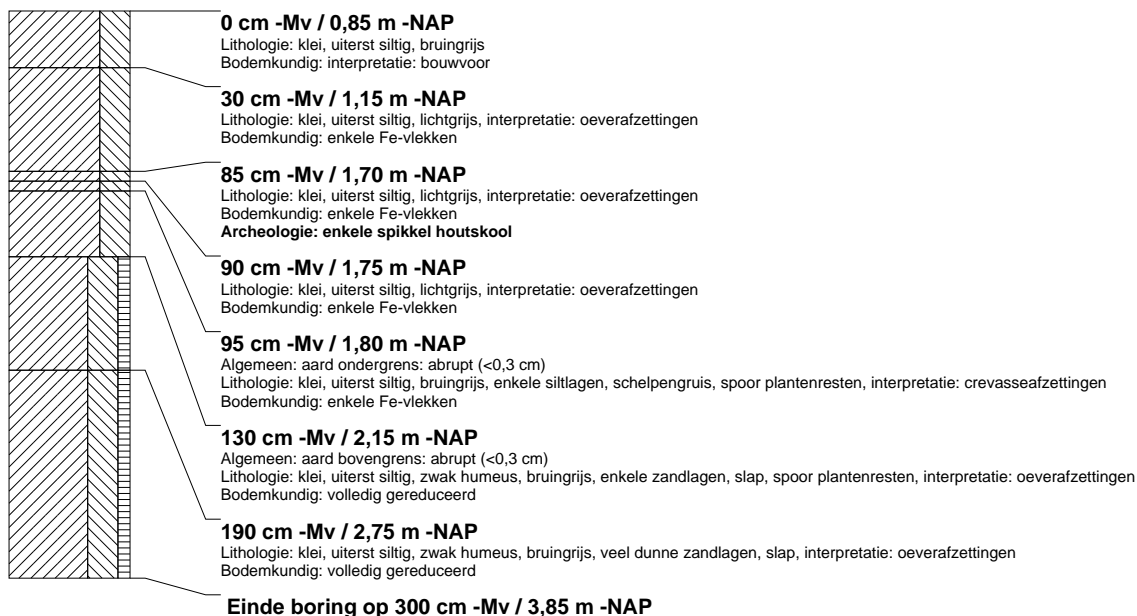 0 cm -Mv / 0,85 m -NAP
Lithologie: klei, uiterst siltig, bruingrijs
Bodemkundig: interpretatie: bouwvoor
30 cm -Mv / 1,15 m -NAP
Lithologie: klei, uiterst siltig, lichtgrijs, interpretatie: oeverafzettingen
Bodemkundig: enkele Fe-vlekken
85 cm -Mv / 1,70 m -NAP
Lithologie: klei, uiterst siltig, lichtgrijs, interpretatie: oeverafzettingen
Bodemkundig: enkele Fe-vlekken
Archeologie: enkele spikkel houtskool
90 cm -Mv / 1,75 m -NAP
Lithologie: klei, uiterst siltig, lichtgrijs, interpretatie: oeverafzettingen
Bodemkundig: enkele Fe-vlekken
95 cm -Mv / 1,80 m -NAP
Algemeen: aard ondergrens: abrupt (<0,3 cm)
Lithologie: klei, uiterst siltig, bruingrijs, enkele siltlagen, schelpengruis, spoor plantenresten, interpretatie: crevasseafzettingen
Bodemkundig: enkele Fe-vlekken
130 cm -Mv / 2,15 m -NAP
Algemeen: aard bovengrens: abrupt (<0,3 cm)
Lithologie: klei, uiterst siltig, zwak humeus, bruingrijs, enkele zandlagen, slap, spoor plantenresten, interpretatie: oeverafzettingen
Bodemkundig: volledig gereduceerd
190 cm -Mv / 2,75 m -NAP
Lithologie: klei, uiterst siltig, zwak humeus, bruingrijs, veel dunne zandlagen, slap, interpretatie: oeverafzettingen
Bodemkundig: volledig gereduceerd
Einde boring op 300 cm -Mv / 3,85 m -NAP